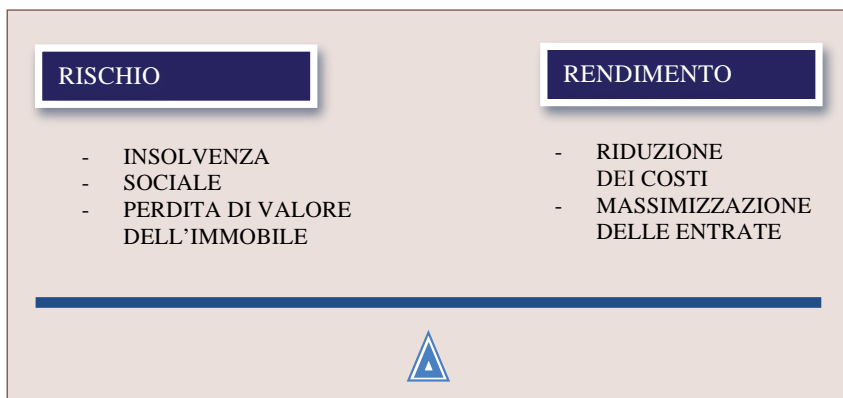 RISCHIO
- INSOLVENZA
- SOCIALE
- PERDITA DI VALORE
DELL’IMMOBILE
RENDIMENTO
- RIDUZIONE
DEI COSTI
- MASSIMIZZAZIONE
DELLE ENTRATE